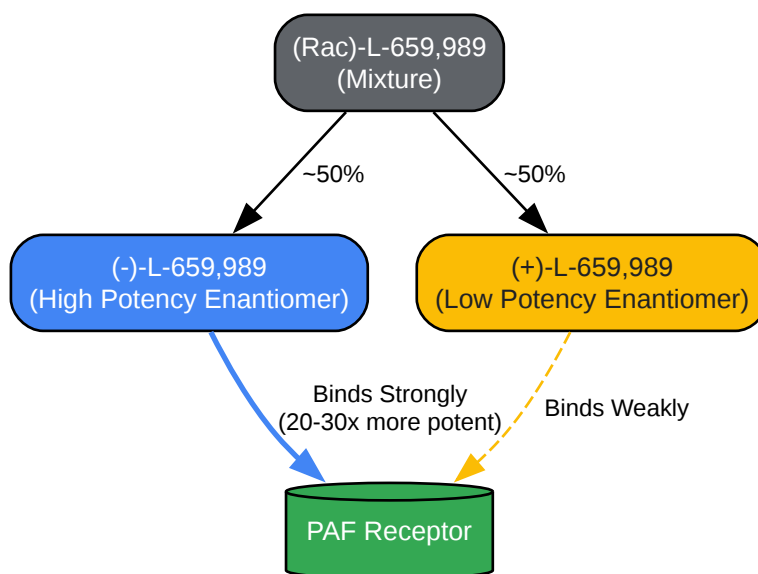 (Rac)-L-659,989
(Mixture)
~50%
~50%
(-)-L-659,989
(High Potency Enantiomer)
(+)-L-659,989
(Low Potency Enantiomer)
Binds Strongly
(20-30x more potent)
Binds Weakly
PAF Receptor